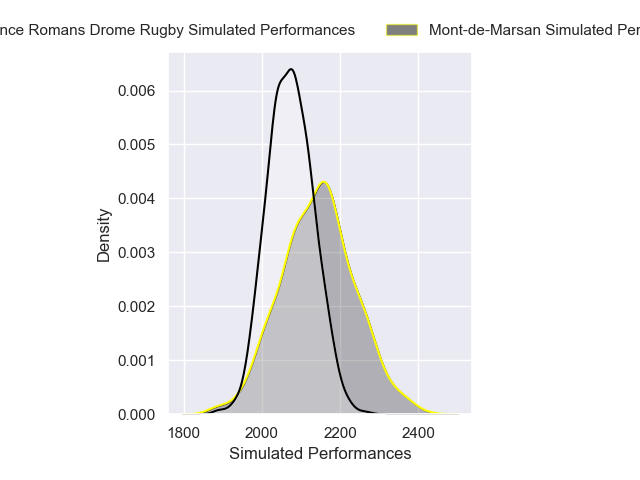 nce Romans Drome Rugby Simulated Performances Mont-de-Marsan Simulated Per
0.006
0.005
0.004
0.003
0.002
0.001
0.000
Density
1800 2000 2200 2400
Simulated Performances